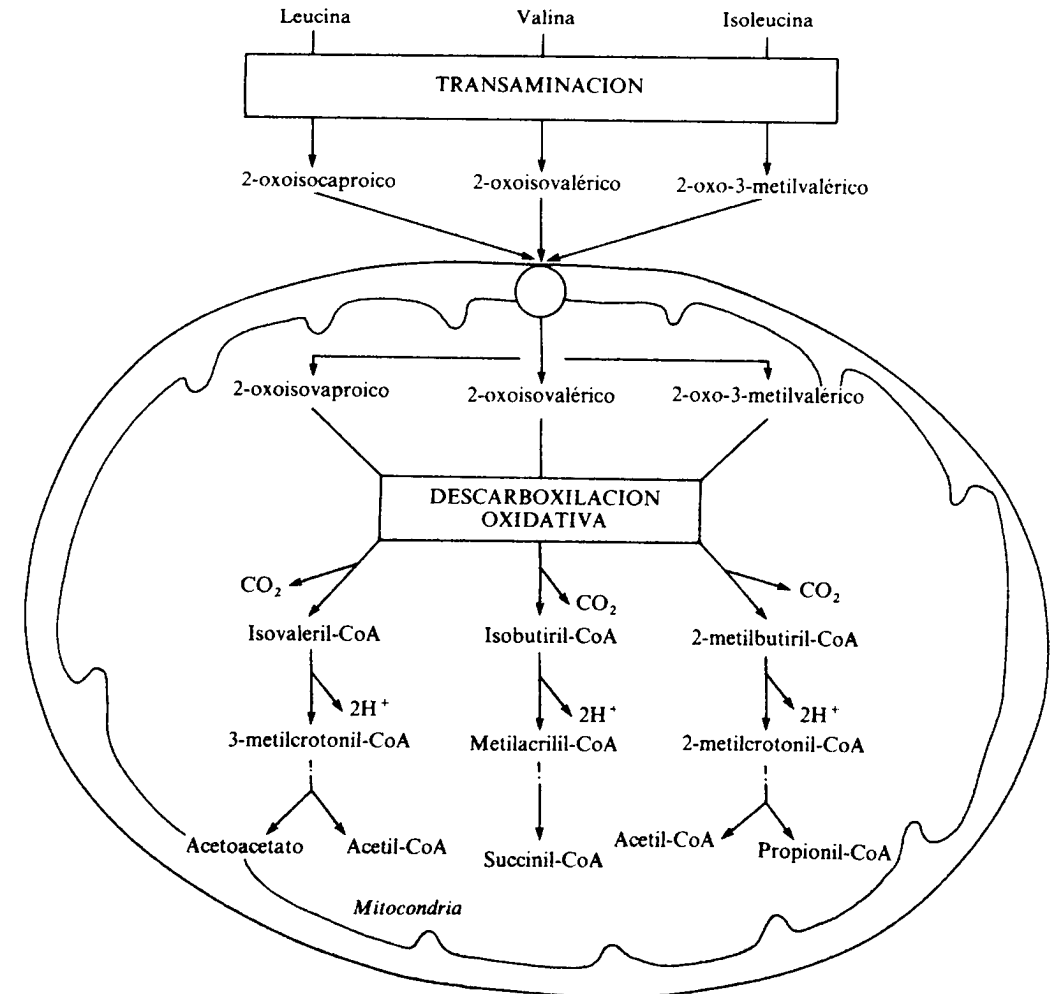 Leucina
Valina
Isoleucina
TRANSAMINACION
2-oxoisocaproico
2-oxoisovalérico
2-oxo-3-metilvalérico
2-oxoisovaproico
2-oxoisovalérico
2-oxo-3-metilvalérico
DESCARBOXILACION
OXIDATIVA
CO₂
CO₂
CO₂
Isovaleril-CoA
Isobutiril-CoA
2-metilbutiril-CoA
2H⁺
2H⁺
2H⁺
3-metilcrotonil-CoA
Metilacrilil-CoA
2-metilcrotonil-CoA
Acetoacetato
Acetil-CoA
Succinil-CoA
Acetil-CoA
Propionil-CoA
Mitocondria